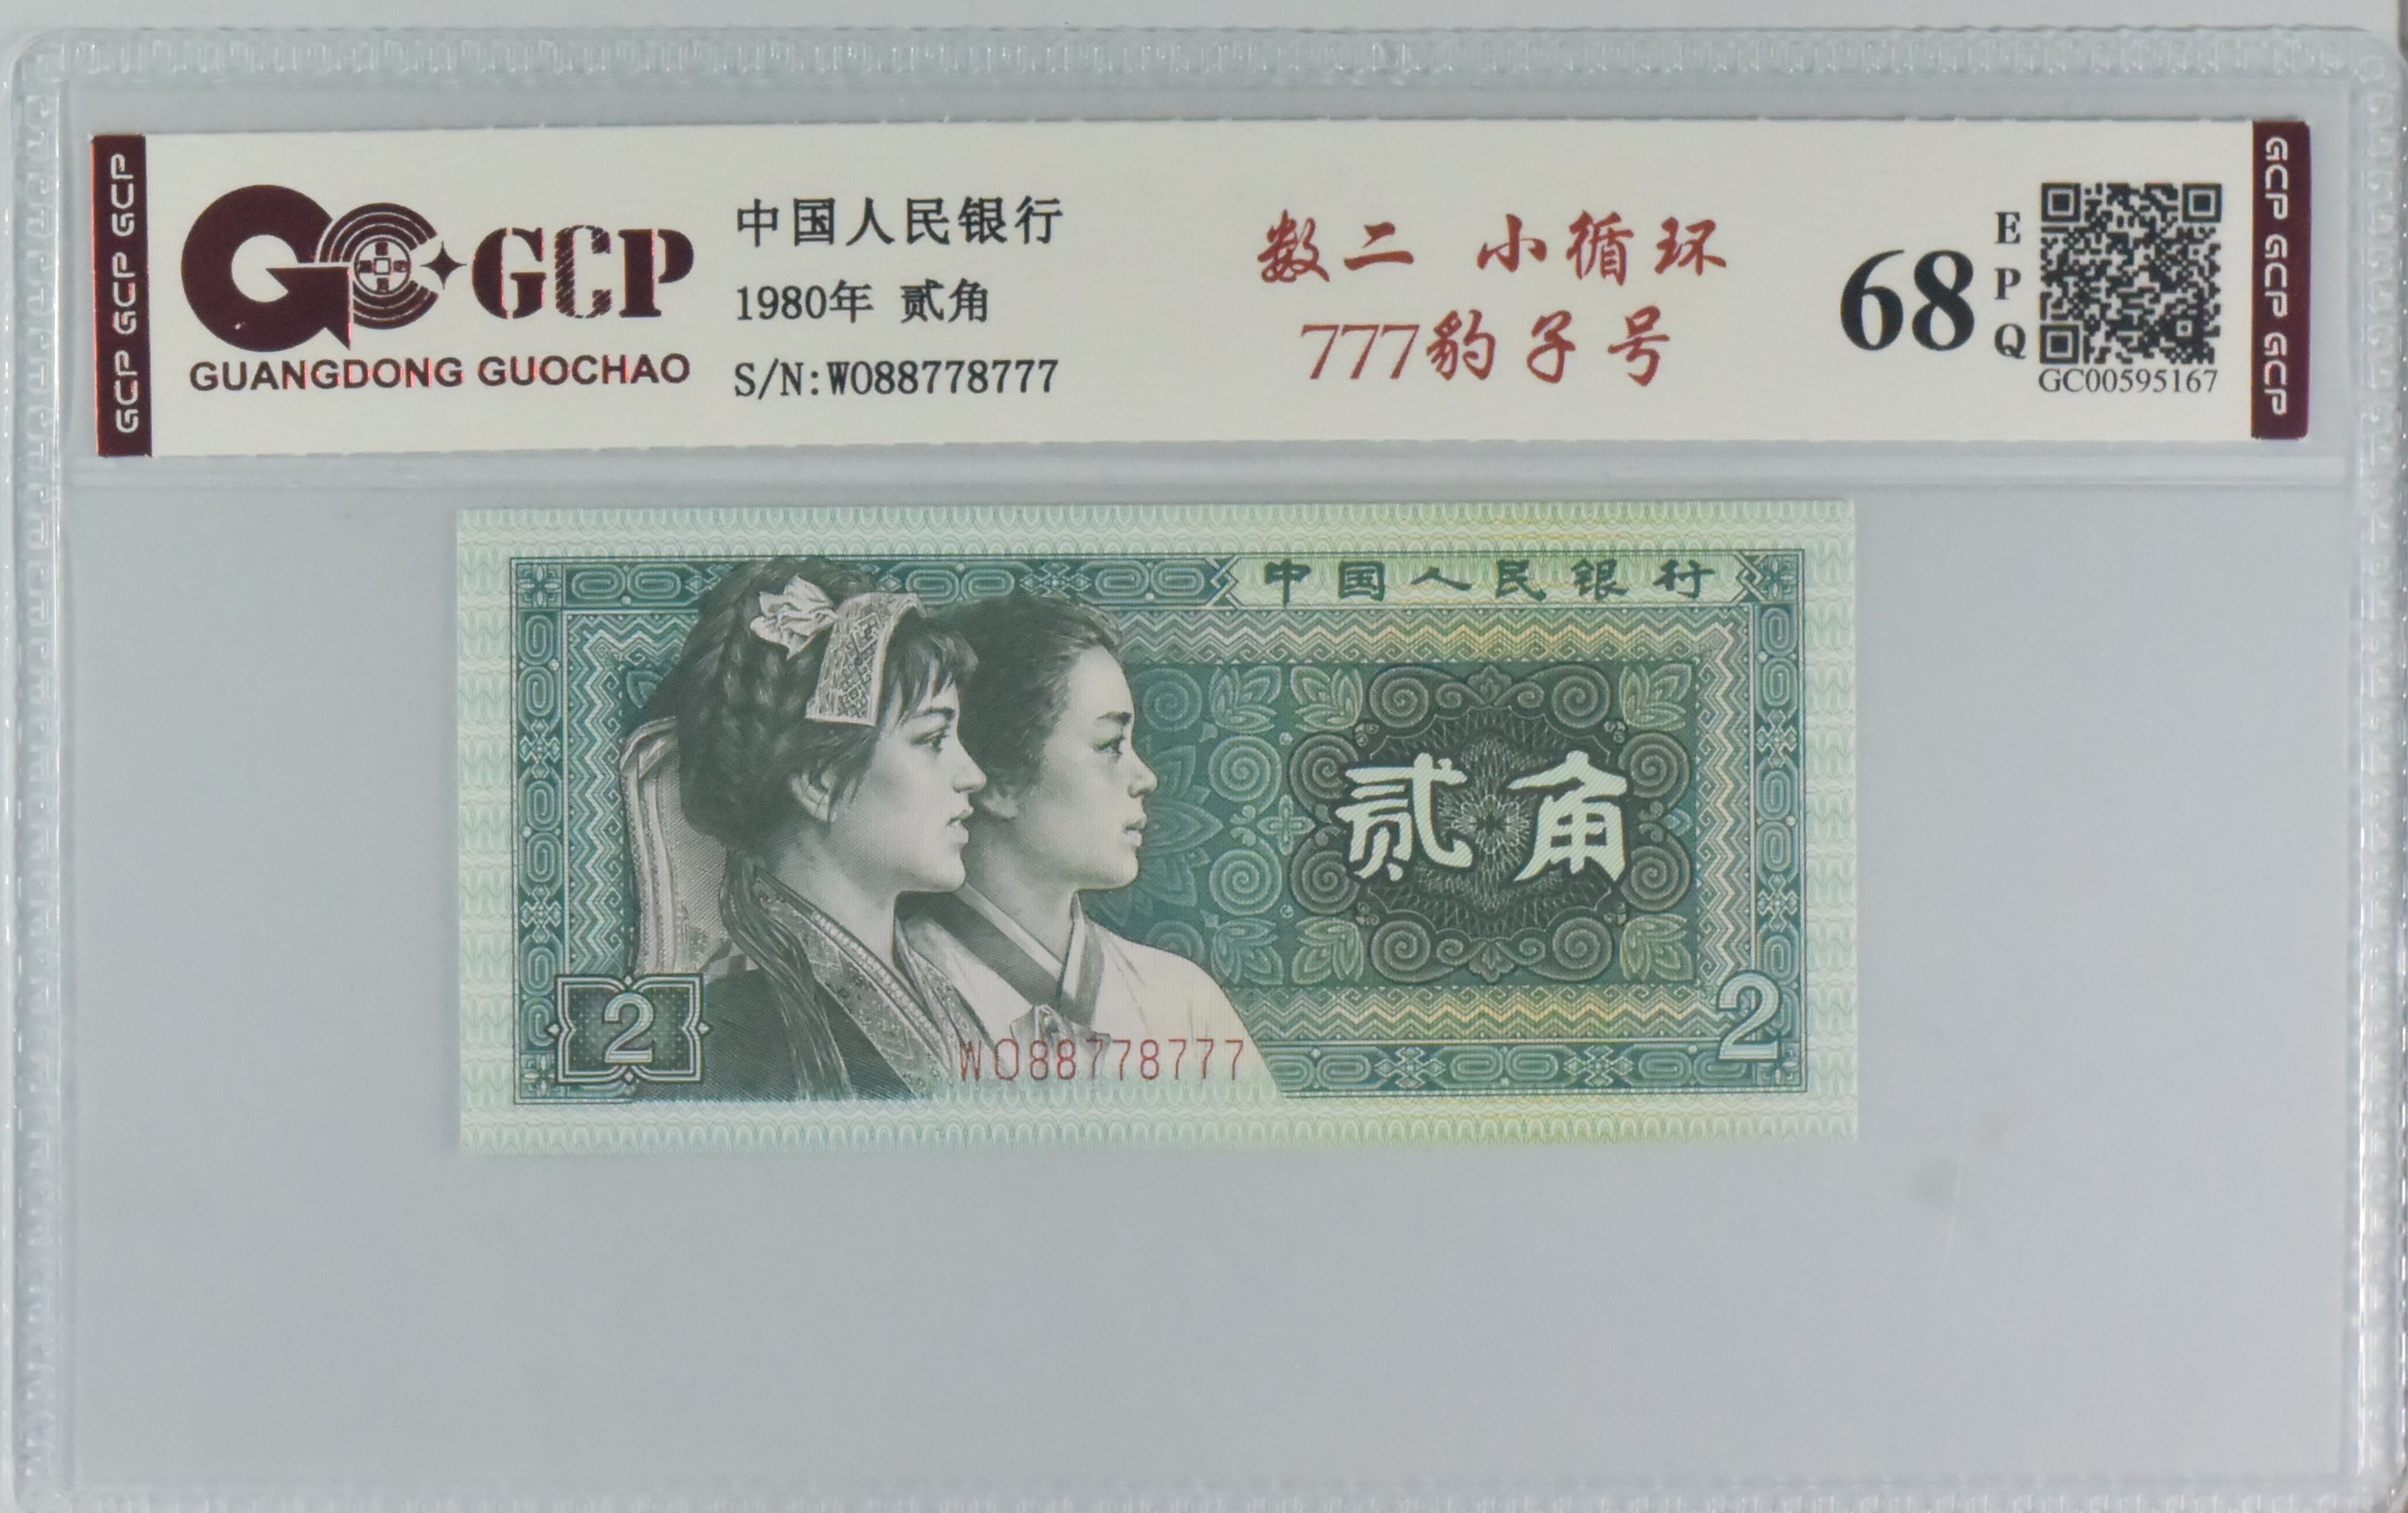 GCP GCP GCP
GCP
GUANGDONG GUOCHAO
中国人民银行
1980年 贰角
S/N:WO88778777
数二 小循环
777豹子号
68
EPQ
GC00595167
GCP GCP GCP
中国人民银行
贰角
2
WO88778777
2